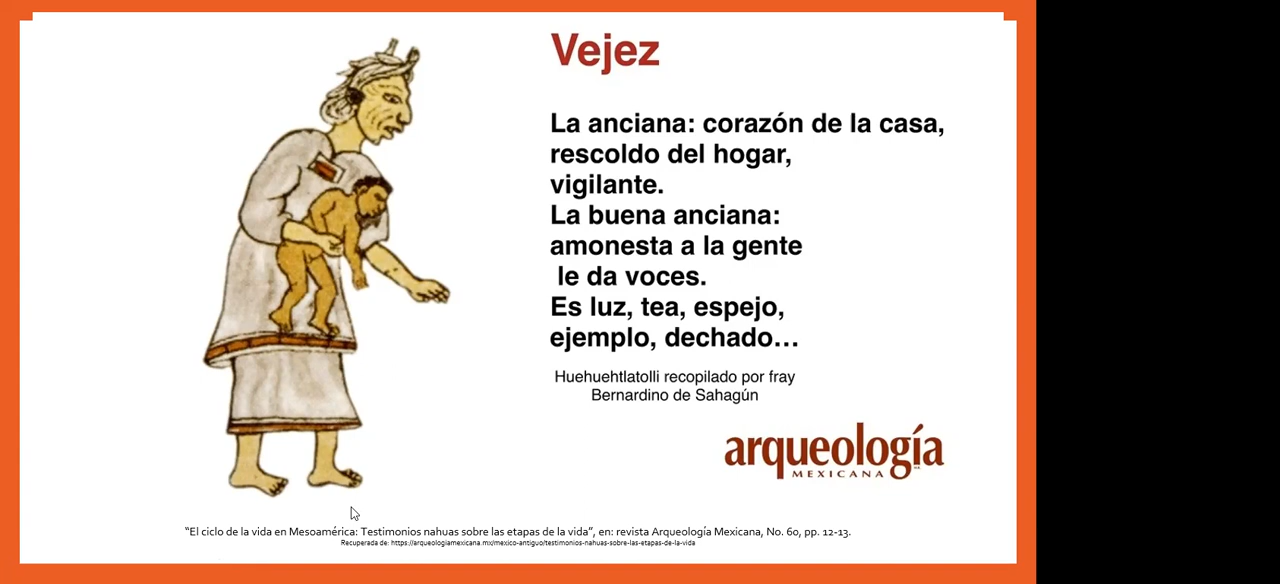 Vejez
La anciana: corazón de la casa,
rescoldo del hogar,
vigilante.
La buena anciana:
amonesta a la gente
le da voces.
Es luz, tea, espejo,
ejemplo, dechado...
Huehuehtlatolli recopilado por fray
Bernardino de Sahagún
arqueología
MEXICANA
“El ciclo de la vida en Mesoamérica: Testimonios nahuas sobre las etapas de la vida”, en: revista Arqueología Mexicana, No. 60, pp. 12-13.
Recuperada de: https://arqueologiamexicana.mx/mexico-antiguo/testimonios-nahuas-sobre-las-etapas-de-la-vida